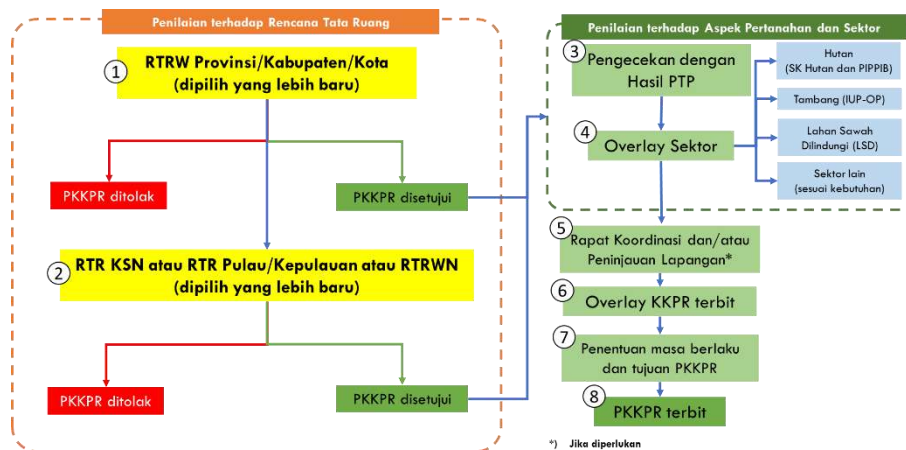 Penilaian terhadap Rencana Tata Ruang
1
RTRW Provinsi/Kabupaten/Kota
(dipilih yang lebih baru)
PKKPR ditolak
PKKPR disetujui
2
RTR KSN atau RTR Pulau/Kepulauan atau RTRWN
(dipilih yang lebih baru)
PKKPR ditolak
PKKPR disetujui
Penilaian terhadap Aspek Pertanahan dan Sektor
3
Pengecekan dengan
Hasil PTP
4
Overlay Sektor
Hutan
(SK Hutan dan PIPPIB)
Tambang (IUP-OP)
Lahan Sawah
Dilindungi (LSD)
Sektor lain
(sesuai kebutuhan)
5
Rapat Koordinasi dan/atau
Peninjauan Lapangan*
6
Overlay KKPR terbit
7
Penentuan masa berlaku
dan tujuan PKKPR
8
PKKPR terbit
*) Jika diperlukan